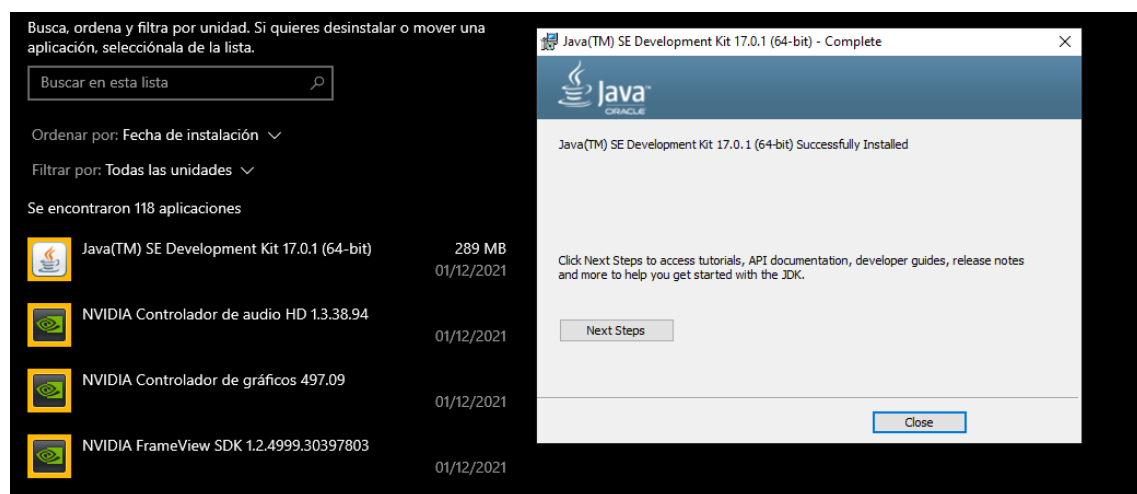 Busca, ordena y filtra por unidad. Si quieres desinstalar o mover una
aplicación, selecciónala de la lista.
Buscar en esta lista
Ordenar por: Fecha de instalación
Filtrar por: Todas las unidades
Se encontraron 118 aplicaciones
Java(TM) SE Development Kit 17.0.1 (64-bit) 289 MB
01/12/2021
NVIDIA Controlador de audio HD 1.3.38.94
01/12/2021
NVIDIA Controlador de gráficos 497.09
01/12/2021
NVIDIA FrameView SDK 1.2.4999.30397803
01/12/2021
Java(TM) SE Development Kit 17.0.1 (64-bit) - Complete
Java™
ORACLE
Java(TM) SE Development Kit 17.0.1 (64-bit) Successfully Installed
Click Next Steps to access tutorials, API documentation, developer guides, release notes
and more to help you get started with the JDK.
Next Steps
Close